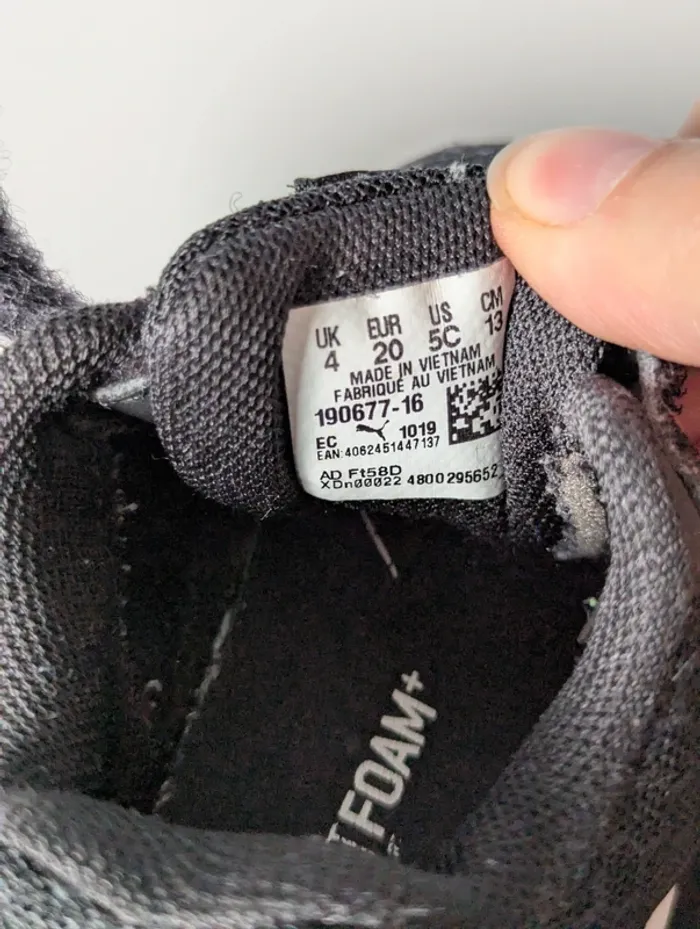 UK EUR US CM
4 20 5C 13
MADE IN VIETNAM
FABRIQUÉ AU VIETNAM
190677-16
EC 1019
EAN:4062451447137
AD Ft58D
XDn00022 4800295652
FOAM+